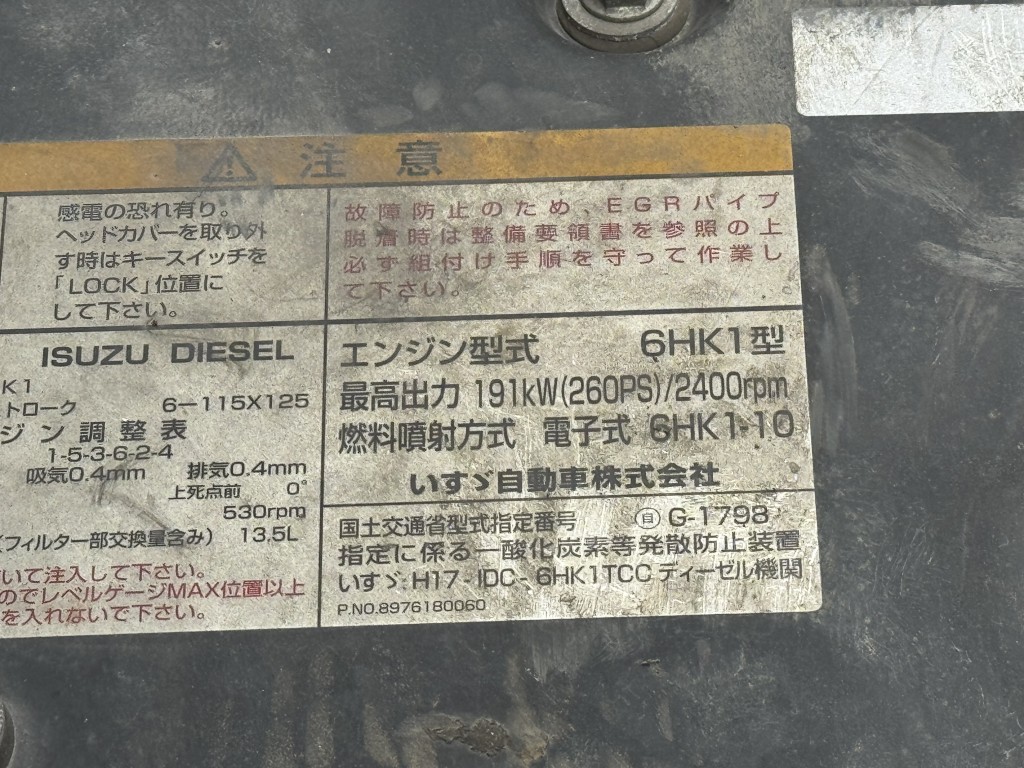 注意
感電の恐れ有り。
ヘッドカバーを取り外
す時はキースイッチを
「LOCK」位置に
して下さい。
故障防止のため、EGRパイプ
脱着時は整備要領書を参照の上
必ず組付け手順を守って作業し
て下さい。
ISUZU DIESEL
K1
トローク 6－115X125
ジン調整表
1-5-3-6-2-4
吸気0.4mm 排気0.4mm
上死点前 0°
530rpm
(フィルター部交換量含み) 13.5L
いて注入して下さい。
のでレベルゲージMAX位置以上
を入れないで下さい。
エンジン型式 6HK1型
最高出力 191kW(260PS)/2400rpm
燃料噴射方式 電子式 6HK1-10
いすゞ自動車株式会社
国土交通省型式指定番号 ㊀自 G-1798
指定に係る一酸化炭素等発散防止装置
いすゞ.H17-IDC-6HK1TCCディーゼル機関
P.NO.8976180060